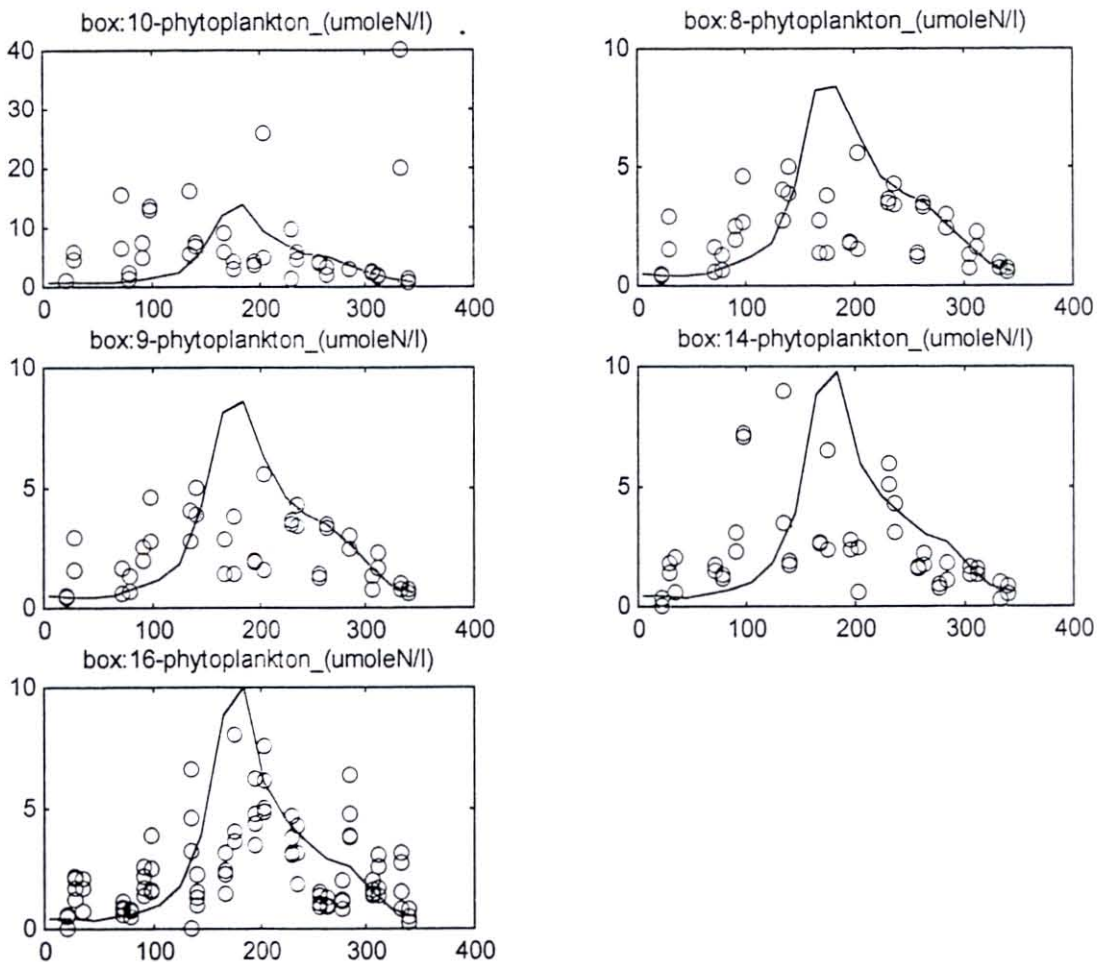 box:10-phytoplankton_(umoleN/l)
40
30
20
10
0
0 100 200 300 400
box:8-phytoplankton_(umoleN/l)
10
5
0
0 100 200 300 400
box:9-phytoplankton_(umoleN/l)
10
5
0
0 100 200 300 400
box:14-phytoplankton_(umoleN/l)
10
5
0
0 100 200 300 400
box:16-phytoplankton_(umoleN/l)
10
5
0
0 100 200 300 400